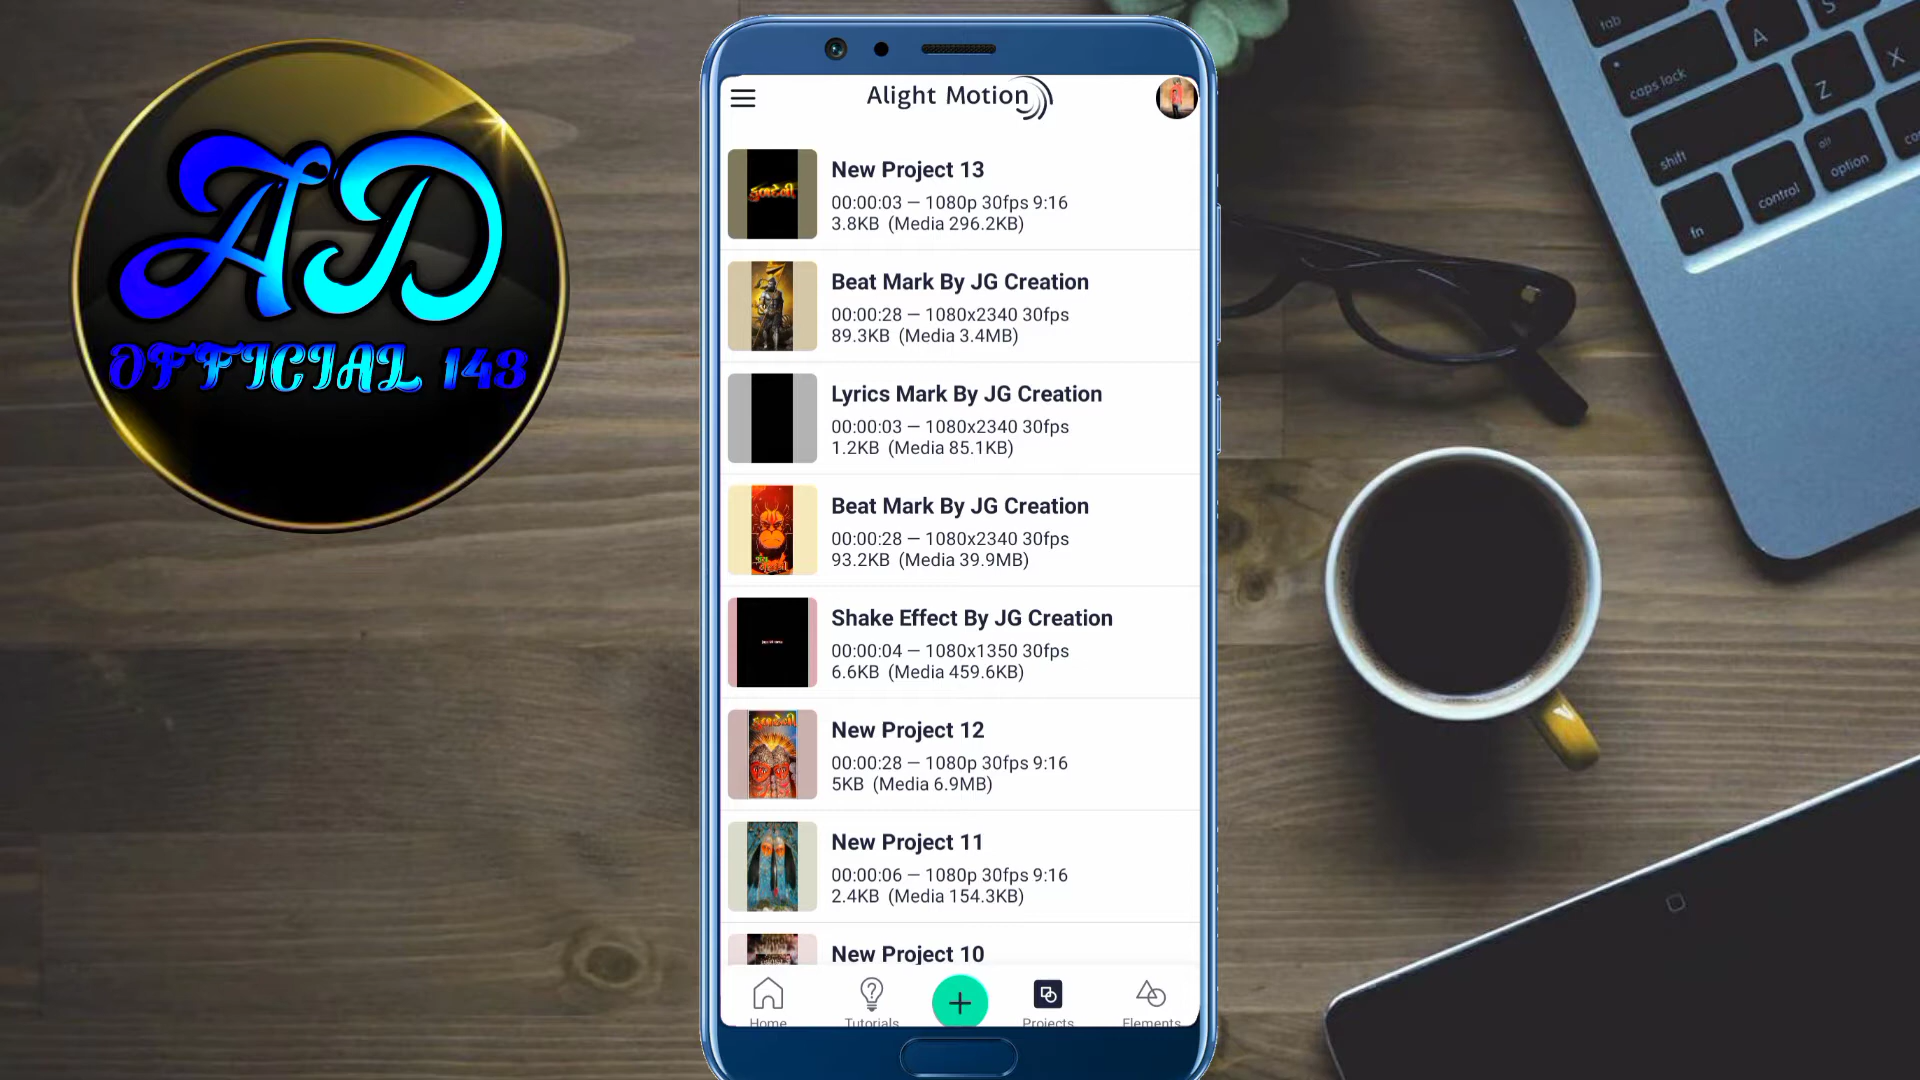 AD
OFFICIAL 143
Alight Motion
New Project 13
00:00:03 — 1080p 30fps 9:16
3.8KB (Media 296.2KB)
Beat Mark By JG Creation
00:00:28 — 1080x2340 30fps
89.3KB (Media 3.4MB)
Lyrics Mark By JG Creation
00:00:03 — 1080x2340 30fps
1.2KB (Media 85.1KB)
Beat Mark By JG Creation
00:00:28 — 1080x2340 30fps
93.2KB (Media 39.9MB)
Shake Effect By JG Creation
00:00:04 — 1080x1350 30fps
6.6KB (Media 459.6KB)
New Project 12
00:00:28 — 1080p 30fps 9:16
5KB (Media 6.9MB)
New Project 11
00:00:06 — 1080p 30fps 9:16
2.4KB (Media 154.3KB)
New Project 10
Home
Tutorials
Projects
Elements
tab
A
S
caps lock
Z
X
shift
fn
control
alt
option